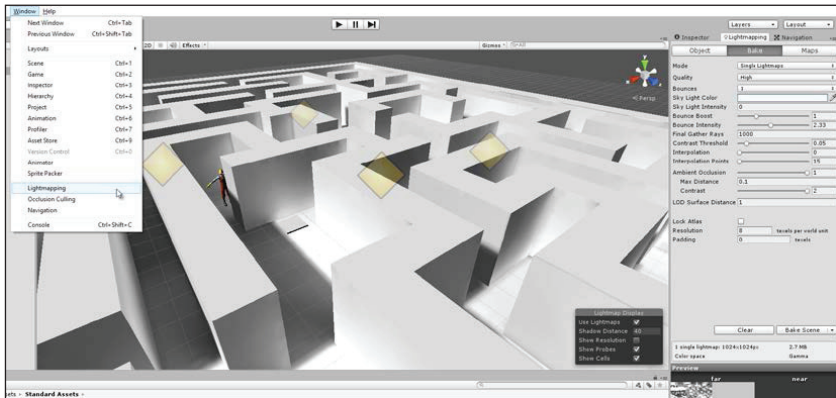 Window Help
Next Window Ctrl+Tab
Previous Window Ctrl+Shift+Tab
Layouts
Scene Ctrl+1
Game Ctrl+2
Inspector Ctrl+3
Hierarchy Ctrl+4
Project Ctrl+5
Animation Ctrl+6
Profiler Ctrl+7
Asset Store Ctrl+9
Version Control Ctrl+0
Animator
Sprite Packer
Lightmapping
Occlusion Culling
Navigation
Console Ctrl+Shift+C
2D Effects
Gizmos
All
y
x
Persp
Lightmap Display
Use Lightmaps
Shadow Distance 40
Show Resolution
Show Probes
Show Cells
Layers Layout
Inspector Lightmapping Navigation
Object Bake Maps
Mode Single Lightmaps
Quality High
Bounces 1
Sky Light Color
Sky Light Intensity 0
Bounce Boost 1
Bounce Intensity 2.33
Final Gather Rays 1000
Contrast Threshold 0.05
Interpolation 0
Interpolation Points 15
Ambient Occlusion 1
Max Distance 0.1
Contrast 2
LOD Surface Distance 1
Lock Atlas
Resolution 8 texels per world unit
Padding 0 texels
Clear Bake Scene
1 single lightmap: 1024x1024px 2.7 MB
Color space Gamma
Preview
far near
sets Standard Assets